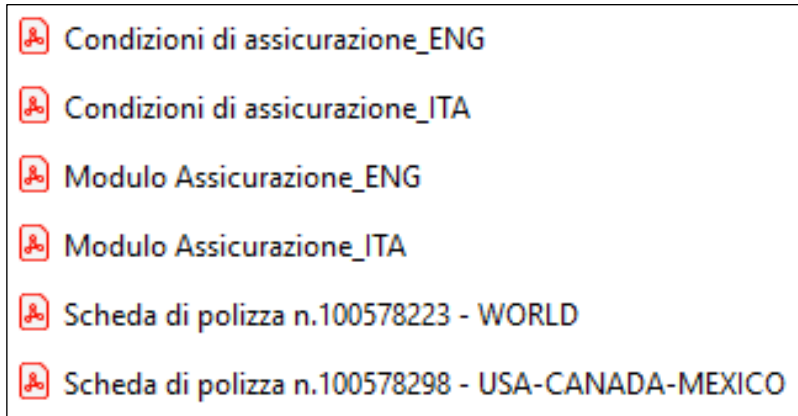 Condizioni di assicurazione_ENG
Condizioni di assicurazione_ITA
Modulo Assicurazione_ENG
Modulo Assicurazione_ITA
Scheda di polizza n.100578223 - WORLD
Scheda di polizza n.100578298 - USA-CANADA-MEXICO